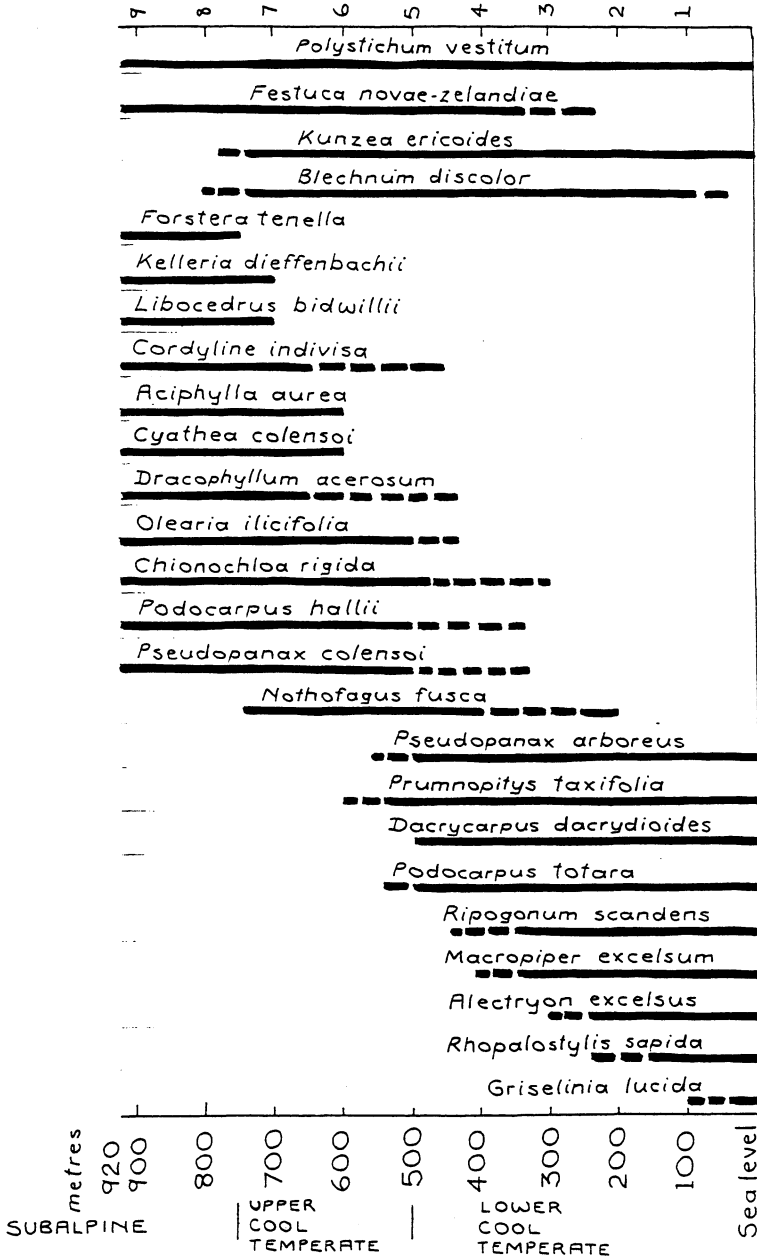 9 8 7 6 5 4 3 2 1
Polystichum vestitum
Festuca novae-zelandiae
Kunzea ericoides
Blechnum discolor
Forstera tenella
Kelleria dieffenbachii
Libocedrus bidwillii
Cordyline indivisa
Aciphylla aurea
Cyathea colensoi
Dracophyllum acerosum
Olearia ilicifolia
Chionochloa rigida
Podocarpus hallii
Pseudopanax colensoi
Nothofagus fusca
Pseudopanax arboreus
Prumnopitys taxifolia
Dacrycarpus dacrydioides
Podocarpus totara
Ripogonum scandens
Macropiper excelsum
Alectryon excelsus
Rhopalostylis sapida
Griselinia lucida
metres 920 900 800 700 600 500 400 300 200 100 Sea level
SUBALPINE
UPPER
COOL
TEMPERATE
LOWER
COOL
TEMPERATE